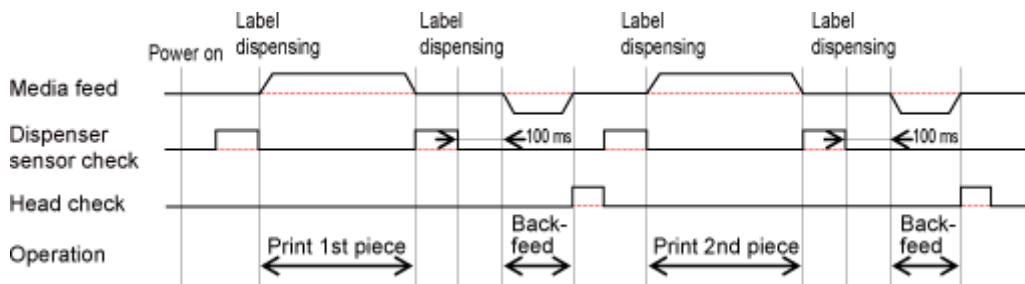 Label
dispensing
Label
dispensing
Label
dispensing
Label
dispensing
Power on
Media feed
Dispenser
sensor check
100 ms
100 ms
Head check
Operation
Print 1st piece
Back-
feed
Print 2nd piece
Back-
feed